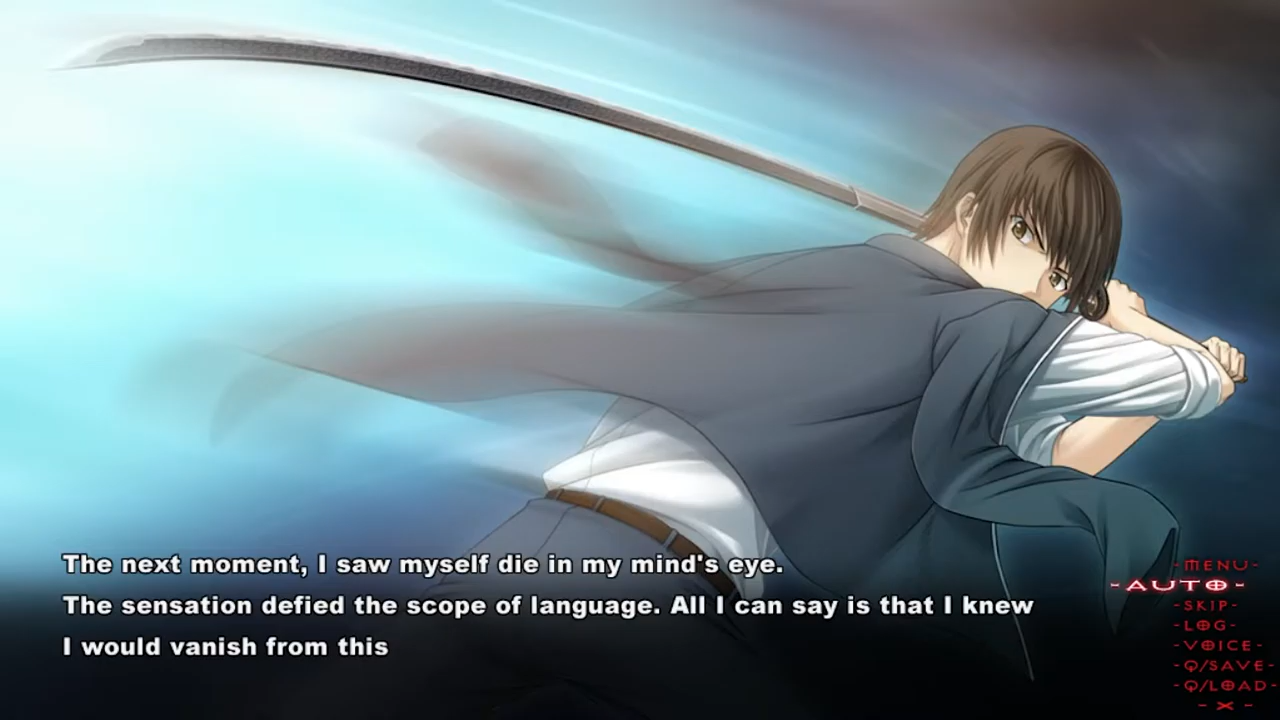 The next moment, I saw myself die in my mind's eye.
The sensation defied the scope of language. All I can say is that I knew
I would vanish from this
-MENU-
-AUTO-
-SKIP-
-LOG-
-VOICE-
-Q/SAVE-
-Q/LOAD-
-X-